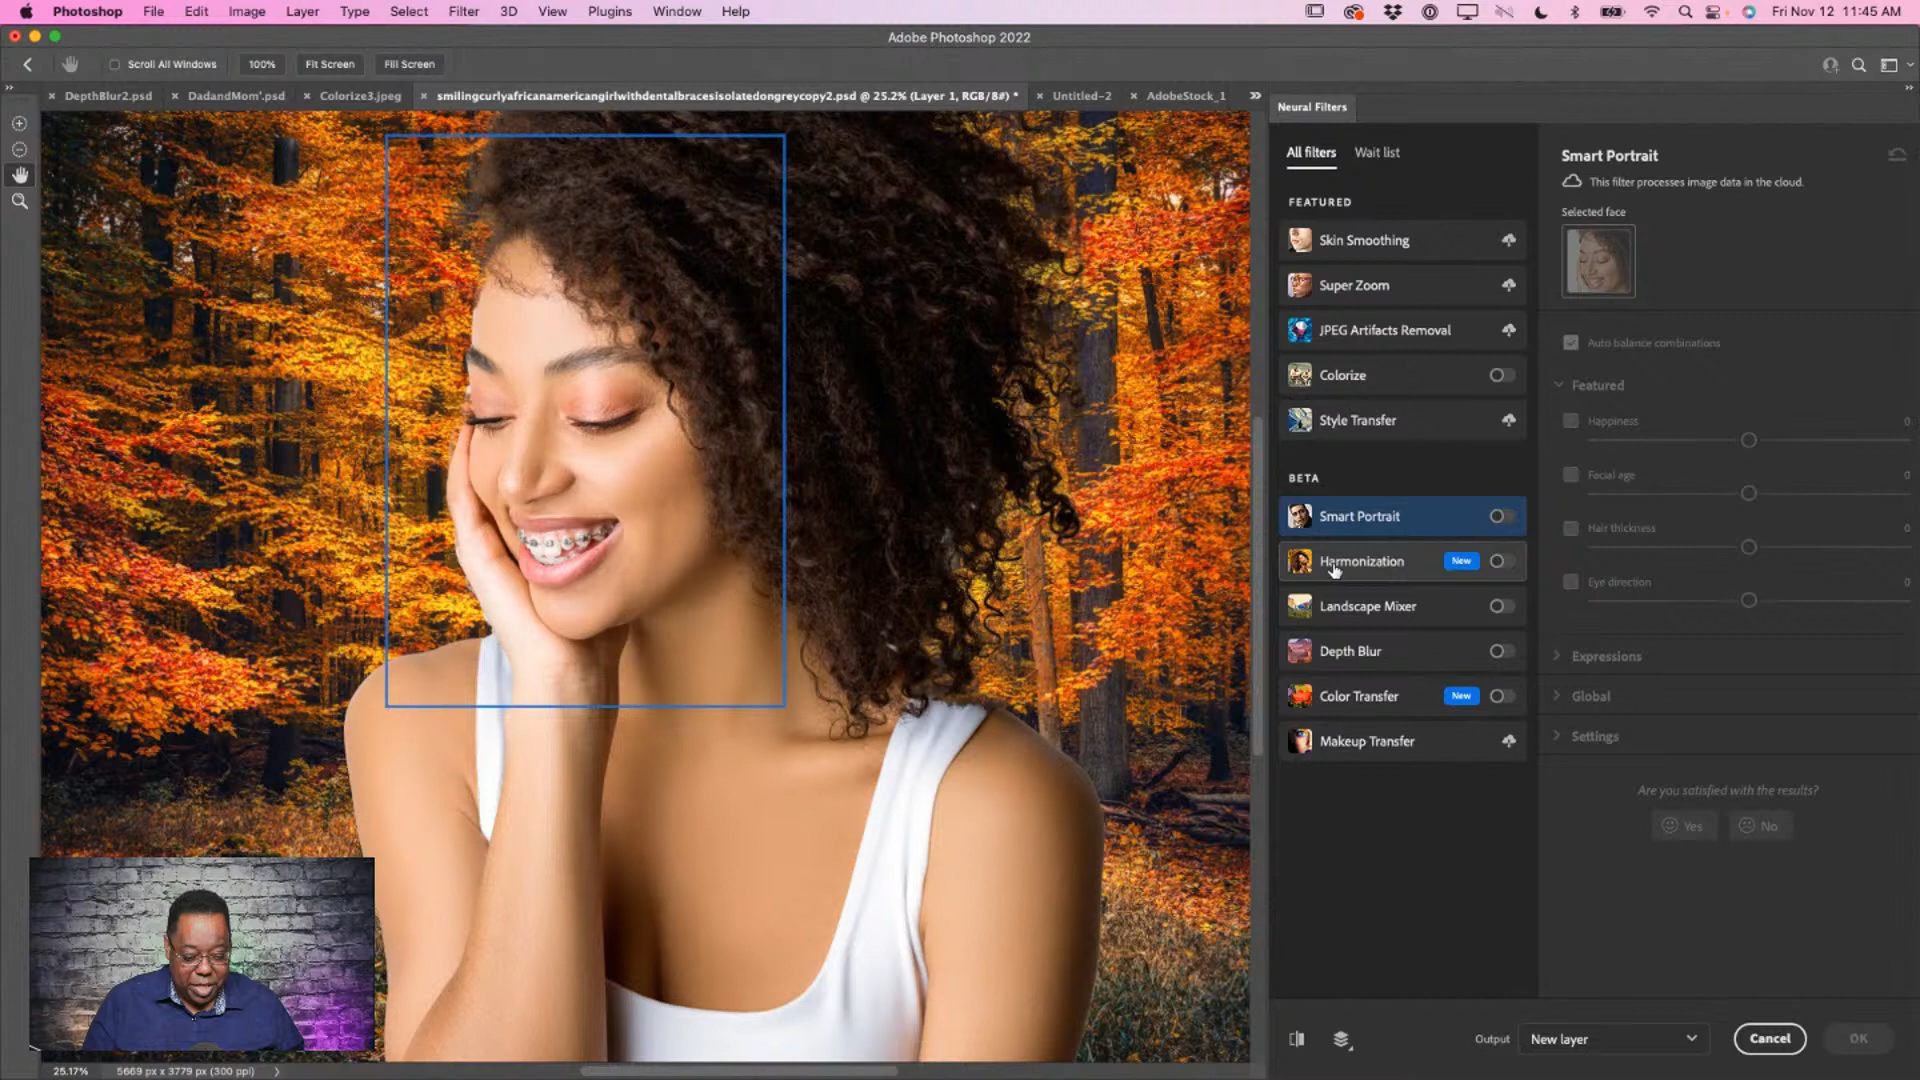 Photoshop File Edit Image Layer Type Select Filter 3D View Plugins Window Help Fri Nov 12 11:45 AM
Adobe Photoshop 2022
Scroll All Windows 100% Fit Screen Fill Screen
DepthBlur2.psd DadandMom'.psd Colorize3.jpeg smilingcurlyafricanamericangirlwithdentalbracesisolatedongreycopy2.psd @ 25.2% (Layer 1, RGB/8#) * Untitled-2 AdobeStock_1
Neural Filters
All filters Wait list
FEATURED
Skin Smoothing
Super Zoom
JPEG Artifacts Removal
Colorize
Style Transfer
BETA
Smart Portrait
Harmonization New
Landscape Mixer
Depth Blur
Color Transfer New
Makeup Transfer
Smart Portrait
This filter processes image data in the cloud.
Selected face
Auto balance combinations
Featured
Happiness 0
Facial age 0
Hair thickness 0
Eye direction 0
Expressions
Global
Settings
Are you satisfied with the results?
Yes No
Output New layer Cancel OK
25.17% 5669 px x 3779 px (300 ppi)